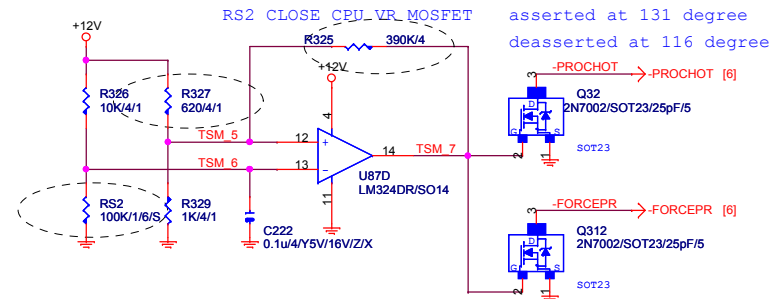 RS2 CLOSE CPU VR MOSFET
asserted at 131 degree
deasserted at 116 degree
+12V
R325
390K/4
+12V
R326
10K/4/1
R327
620/4/1
TSM_5
TSM_6
4
12
13
+
−
14
11
TSM_7
U87D
LM324DR/SO14
RS2
100K/1/6/S
R329
1K/4/1
C222
0.1u/4/Y5V/16V/Z/X
-PROCHOT
-PROCHOT [6]
3
D
G
S
2
1
Q32
2N7002/SOT23/25pF/5
SOT23
-FORCEPR
-FORCEPR [6]
3
D
G
S
2
1
Q312
2N7002/SOT23/25pF/5
SOT23